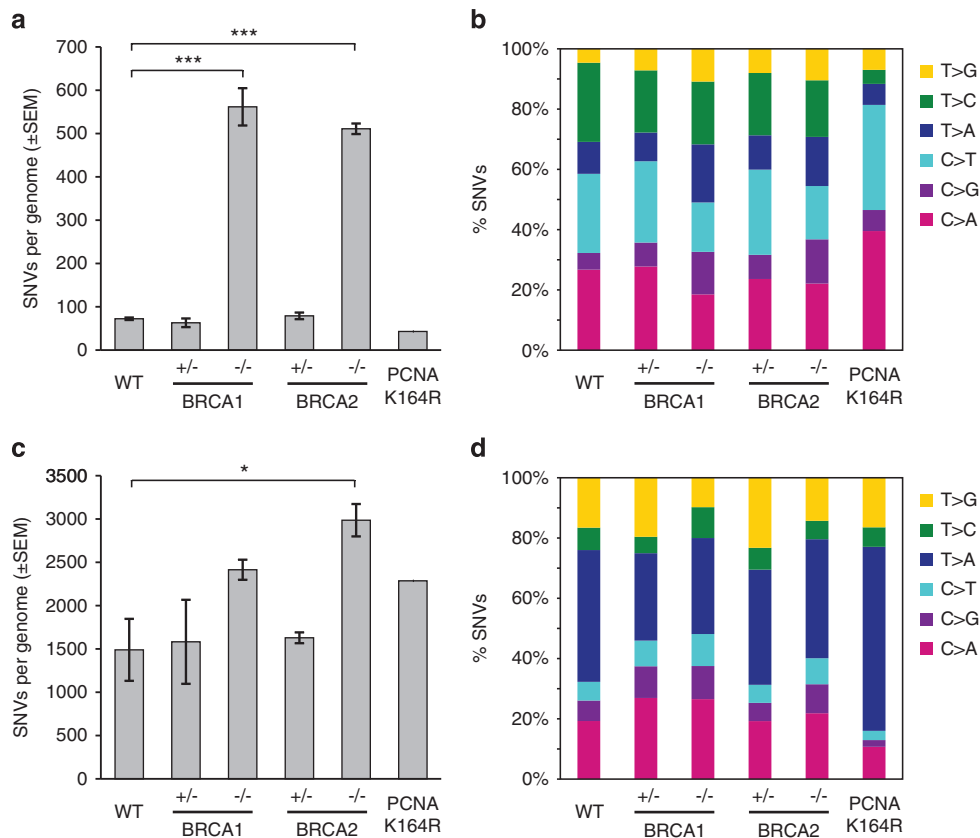 a
SNVs per genome (±SEM)
700
600
500
400
300
200
100
0
***
***
WT
+/-
-/-
BRCA1
+/-
-/-
BRCA2
PCNA
K164R
b
% SNVs
100%
80%
60%
40%
20%
0%
WT
+/-
-/-
BRCA1
+/-
-/-
BRCA2
PCNA
K164R
T>G
T>C
T>A
C>T
C>G
C>A
c
SNVs per genome (±SEM)
3500
3000
2500
2000
1500
1000
500
0
*
WT
+/-
-/-
BRCA1
+/-
-/-
BRCA2
PCNA
K164R
d
% SNVs
100%
80%
60%
40%
20%
0%
WT
+/-
-/-
BRCA1
+/-
-/-
BRCA2
PCNA
K164R
T>G
T>C
T>A
C>T
C>G
C>A